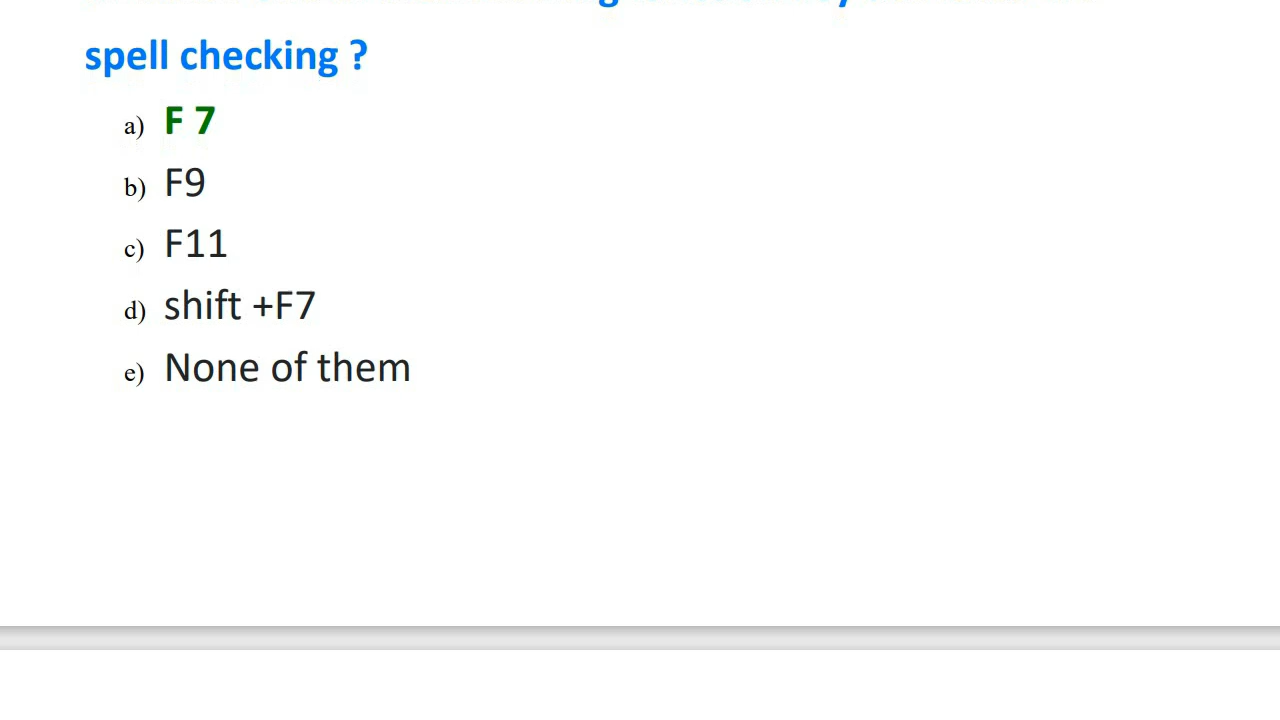 spell checking ?
a) F 7
b) F9
c) F11
d) shift +F7
e) None of them